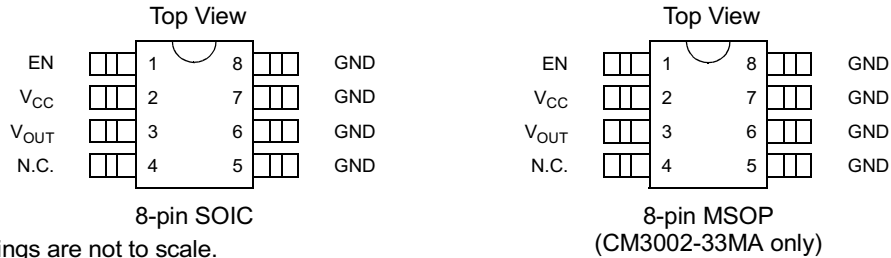 Top View
EN 1 8 GND
VCC 2 7 GND
VOUT 3 6 GND
N.C. 4 5 GND
8-pin SOIC
Top View
EN 1 8 GND
VCC 2 7 GND
VOUT 3 6 GND
N.C. 4 5 GND
8-pin MSOP
(CM3002-33MA only)
ings are not to scale.